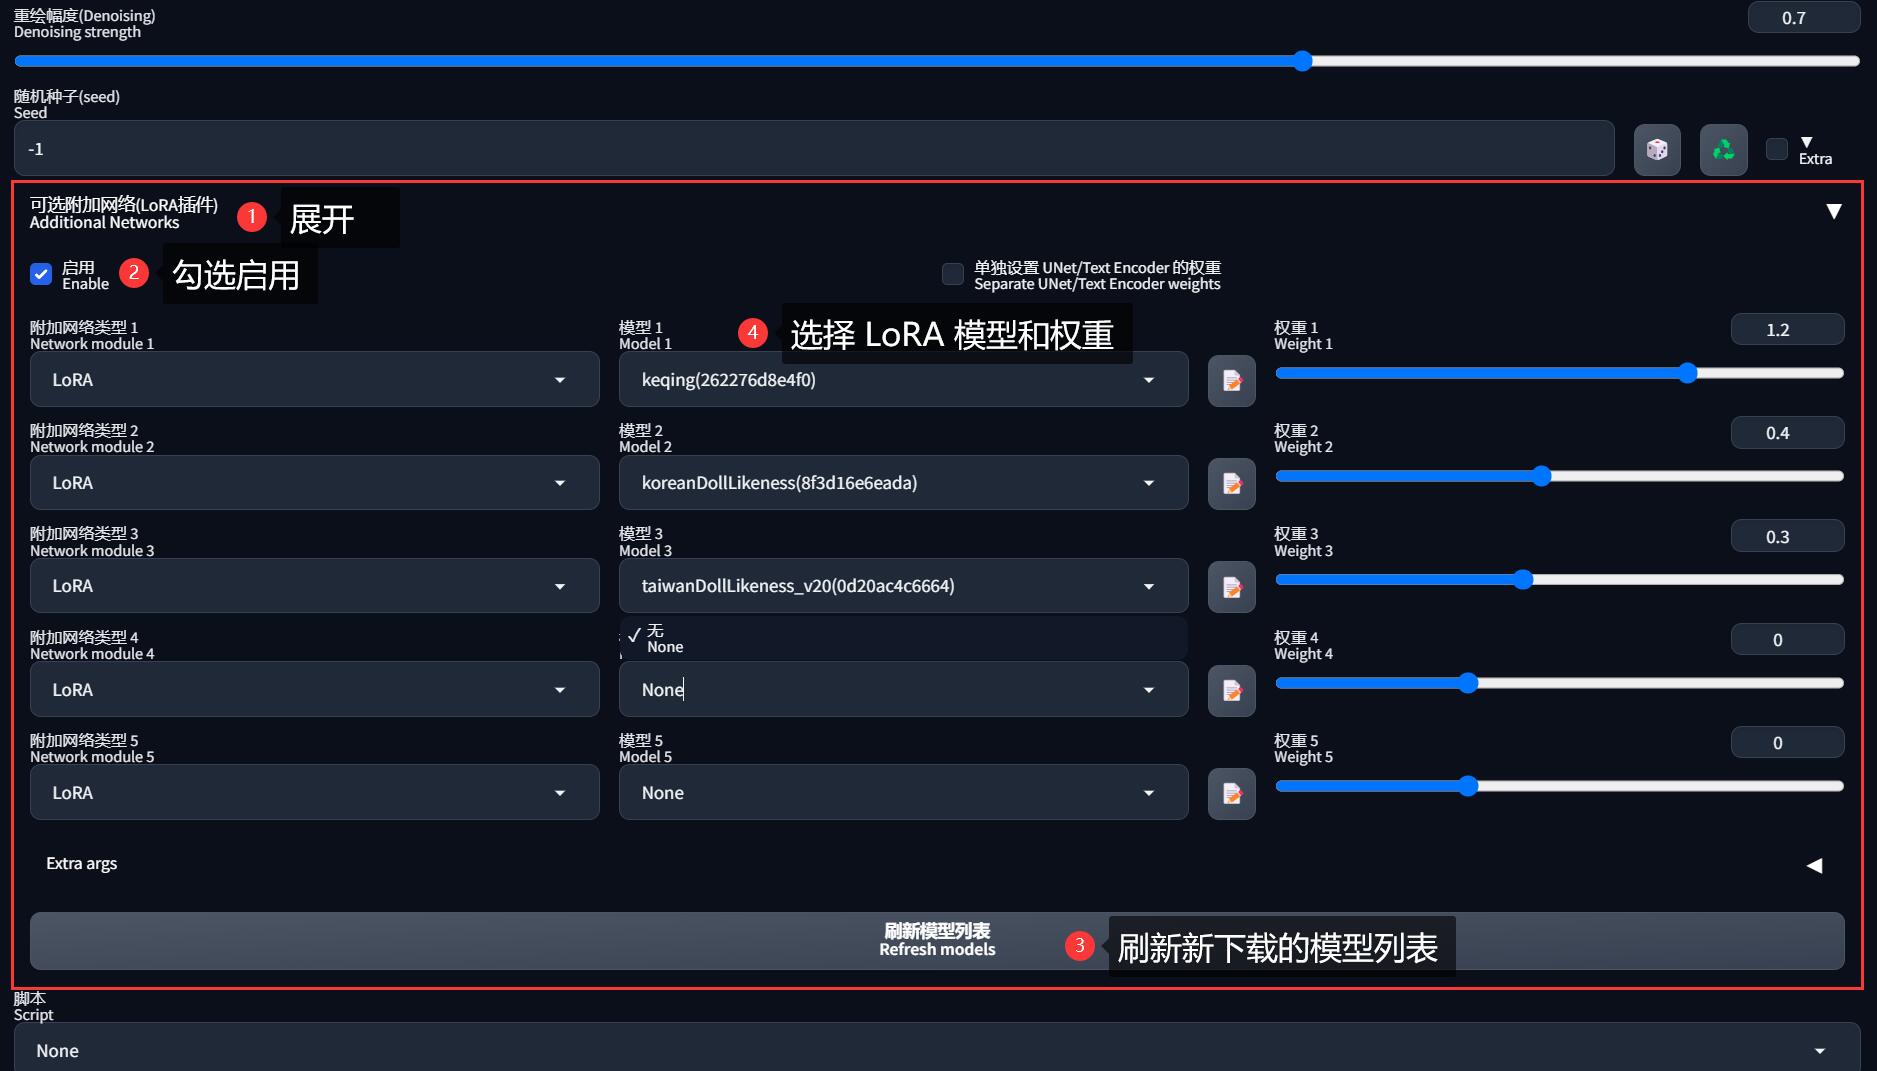 重绘幅度(Denoising)
Denoising strength
0.7
随机种子(seed)
Seed
-1
▼
Extra
可选附加网络(LoRA插件)
Additional Networks
1 展开
▼
✓ 启用
Enable
2 勾选启用
单独设置 UNet/Text Encoder 的权重
Separate UNet/Text Encoder weights
附加网络类型 1
Network module 1
LoRA
模型 1
Model 1
4 选择 LoRA 模型和权重
keqing(262276d8e4f0)
权重 1
Weight 1
1.2
附加网络类型 2
Network module 2
LoRA
模型 2
Model 2
koreanDollLikeness(8f3d16e6eada)
权重 2
Weight 2
0.4
附加网络类型 3
Network module 3
LoRA
模型 3
Model 3
taiwanDollLikeness_v20(0d20ac4c6664)
权重 3
Weight 3
0.3
附加网络类型 4
Network module 4
LoRA
✓ 无
None
None
权重 4
Weight 4
0
附加网络类型 5
Network module 5
LoRA
模型 5
Model 5
None
权重 5
Weight 5
0
Extra args
◀
刷新模型列表
Refresh models
3 刷新新下载的模型列表
脚本
Script
None